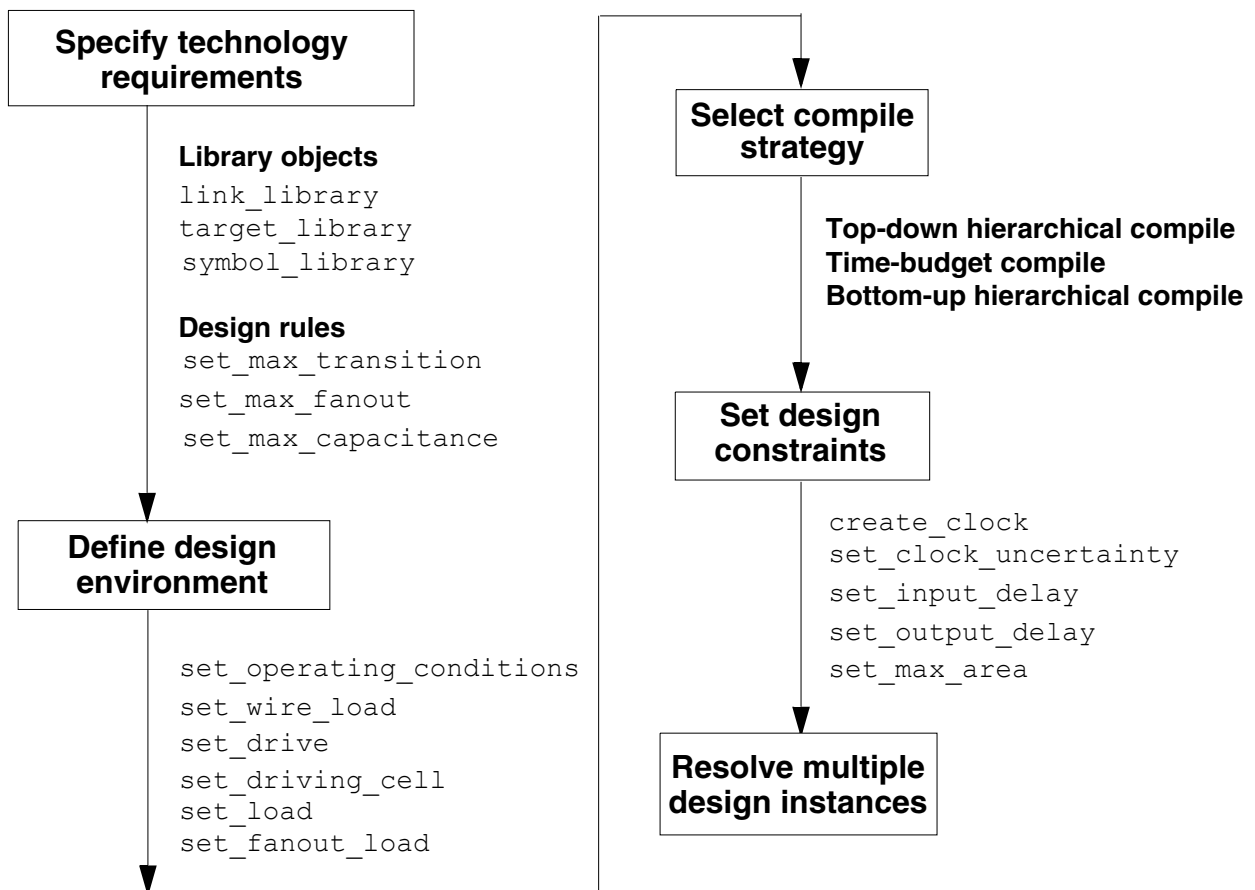 Specify technology
requirements
Library objects
link_library
target_library
symbol_library
Design rules
set_max_transition
set_max_fanout
set_max_capacitance
Define design
environment
set_operating_conditions
set_wire_load
set_drive
set_driving_cell
set_load
set_fanout_load
Select compile
strategy
Top-down hierarchical compile
Time-budget compile
Bottom-up hierarchical compile
Set design
constraints
create_clock
set_clock_uncertainty
set_input_delay
set_output_delay
set_max_area
Resolve multiple
design instances